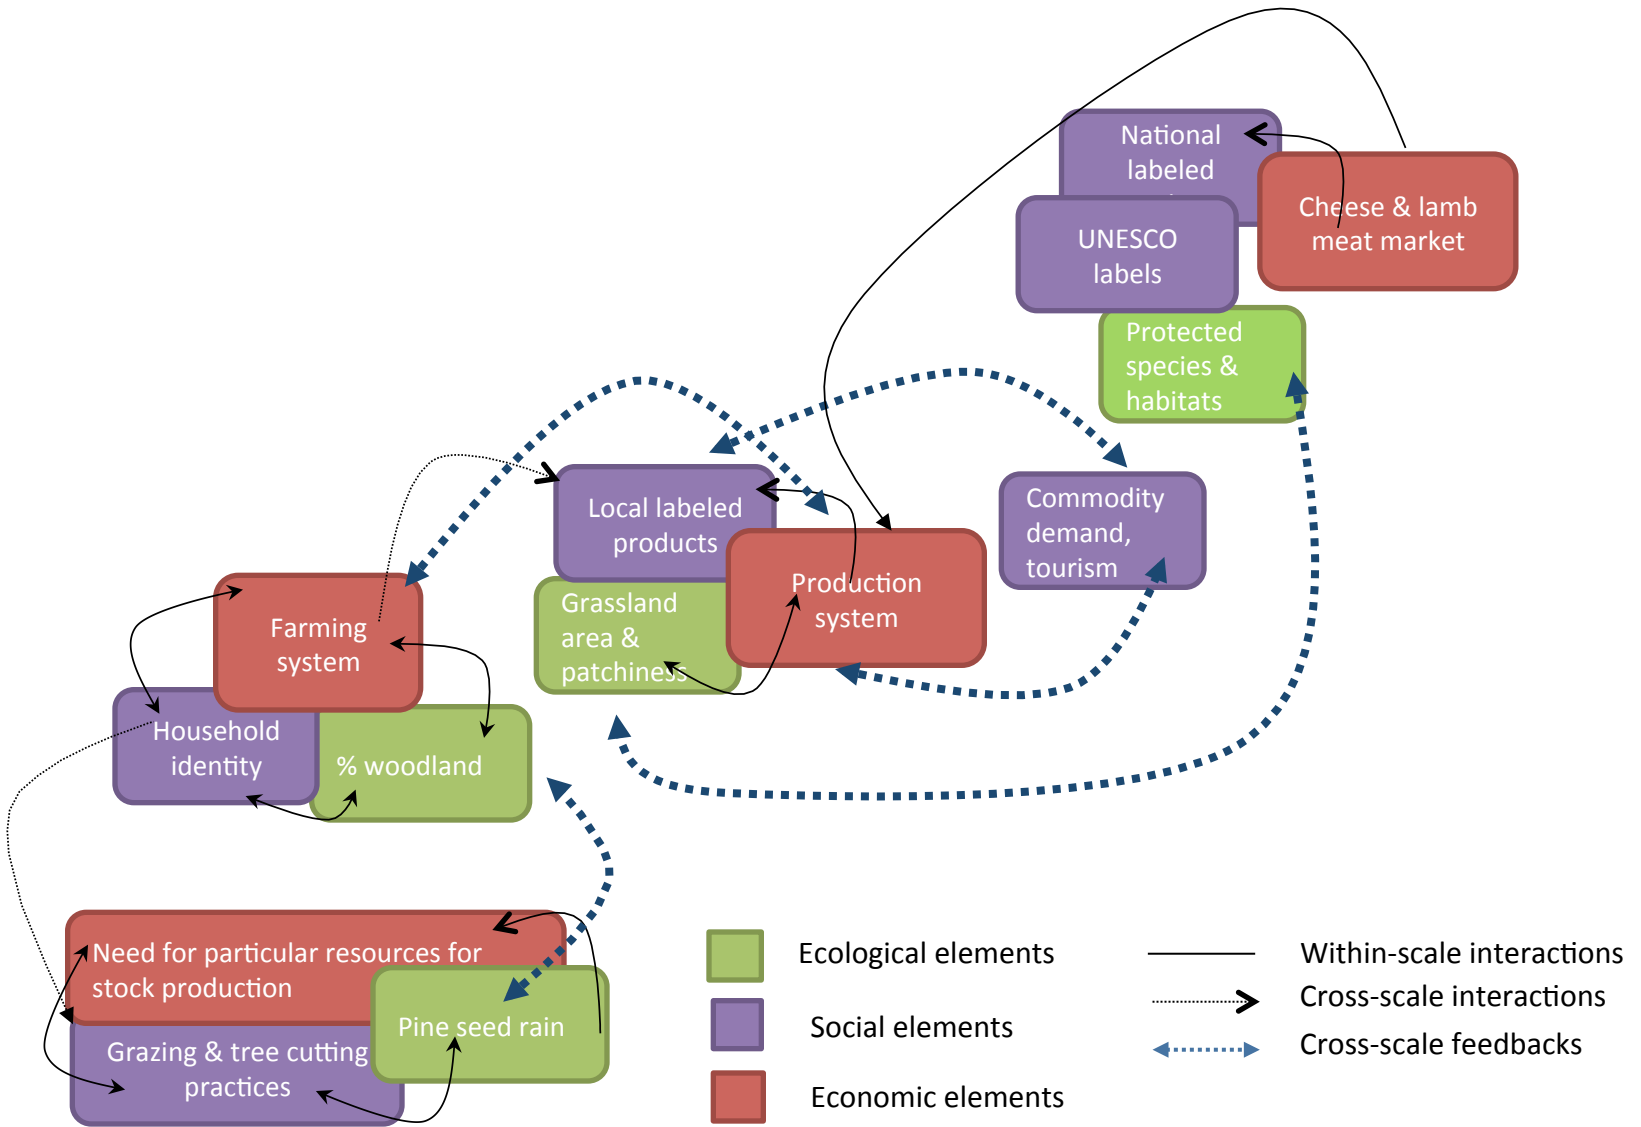 National
labeled
Cheese & lamb
meat market
UNESCO
labels
Protected
species &
habitats
Local labeled
products
Commodity
demand,
tourism
Production
system
Grassland
area &
patchiness
Farming
system
Household
identity
% woodland
Need for particular resources for
stock production
Pine seed rain
Grazing & tree cutting
practices
Ecological elements
Social elements
Economic elements
Within-scale interactions
Cross-scale interactions
Cross-scale feedbacks